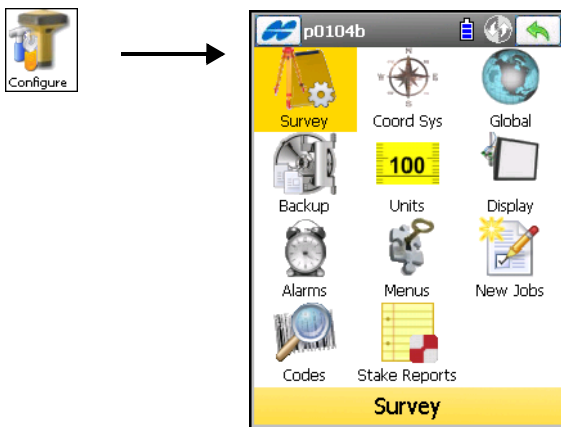 Configure
p0104b
N
W E
S
Survey Coord Sys Global
100
Backup Units Display
Alarms Menus New Jobs
Codes Stake Reports
Survey